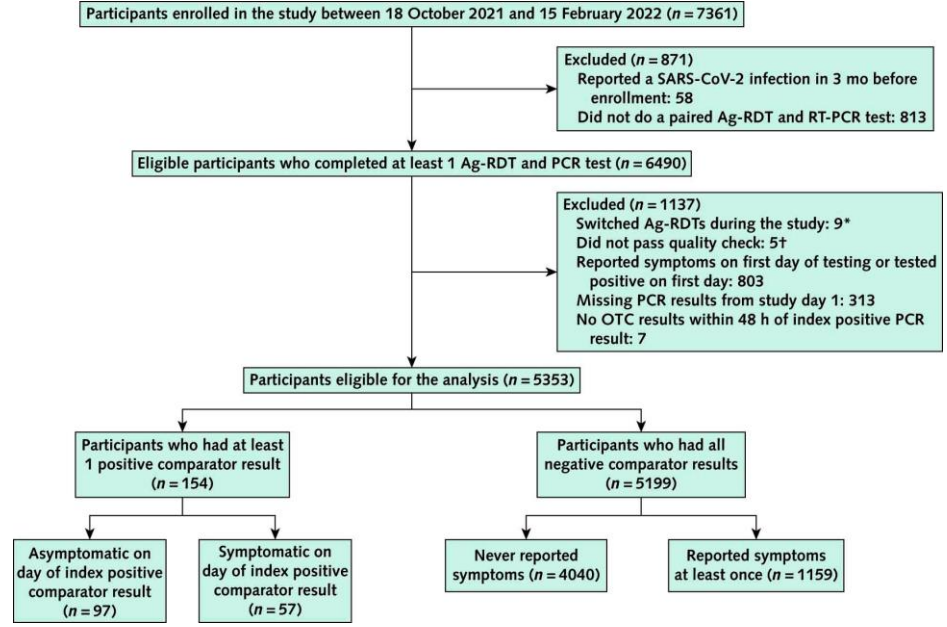 Participants enrolled in the study between 18 October 2021 and 15 February 2022 (n = 7361)
Excluded (n = 871)
Reported a SARS-CoV-2 infection in 3 mo before
enrollment: 58
Did not do a paired Ag-RDT and RT-PCR test: 813
Eligible participants who completed at least 1 Ag-RDT and PCR test (n = 6490)
Excluded (n = 1137)
Switched Ag-RDTs during the study: 9*
Did not pass quality check: 5†
Reported symptoms on first day of testing or tested
positive on first day: 803
Missing PCR results from study day 1: 313
No OTC results within 48 h of index positive PCR
result: 7
Participants eligible for the analysis (n = 5353)
Participants who had at least
1 positive comparator result
(n = 154)
Participants who had all
negative comparator results
(n = 5199)
Asymptomatic on
day of index positive
comparator result
(n = 97)
Symptomatic on
day of index positive
comparator result
(n = 57)
Never reported
symptoms (n = 4040)
Reported symptoms
at least once (n = 1159)